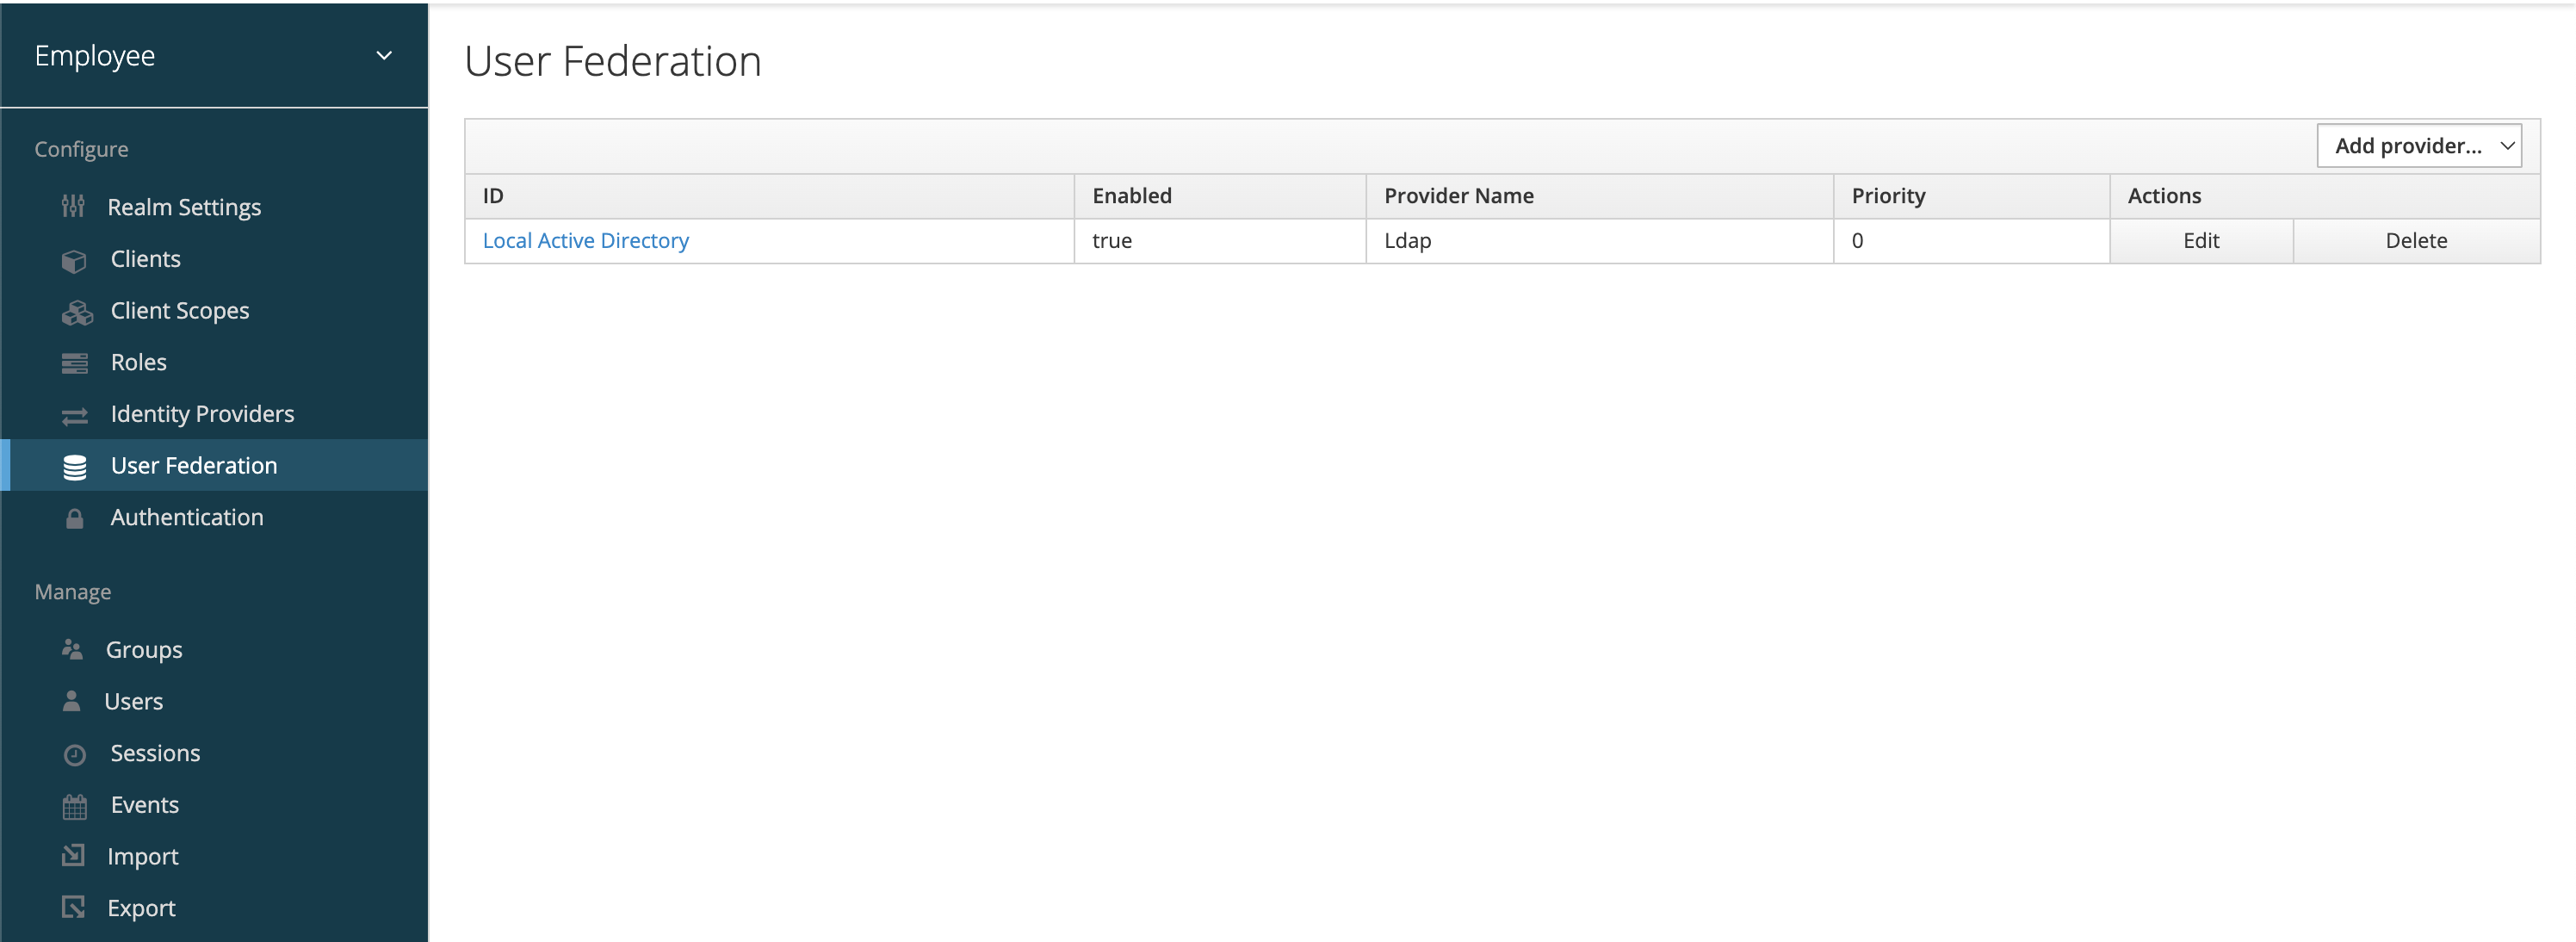 Employee
Configure
Realm Settings
Clients
Client Scopes
Roles
Identity Providers
User Federation
Authentication
Manage
Groups
Users
Sessions
Events
Import
Export
User Federation
Add provider...
ID Enabled Provider Name Priority Actions
Local Active Directory true Ldap 0 Edit Delete